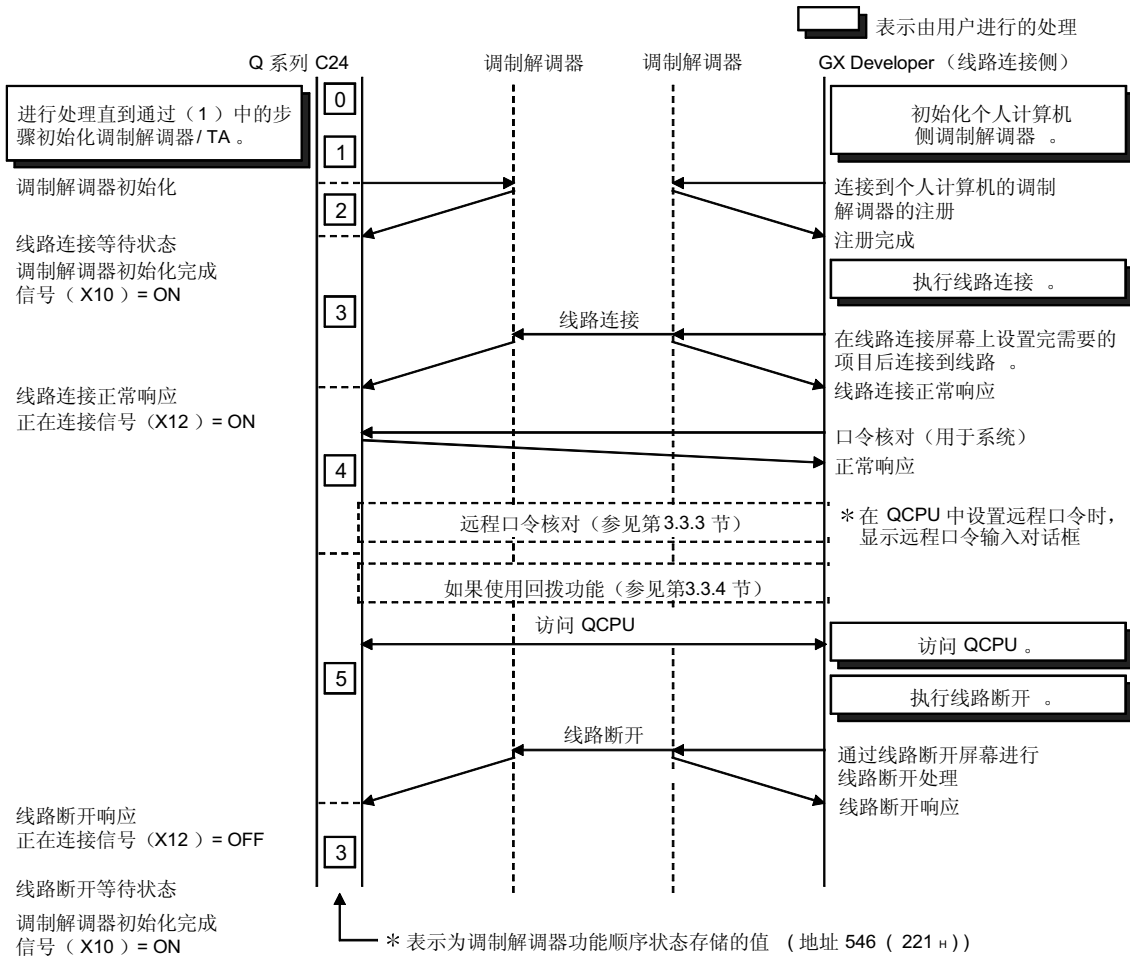 表示由用户进行的处理
Q 系列 C24
调制解调器
调制解调器
GX Developer（线路连接侧）
进行处理直到通过（1）中的步
骤初始化调制解调器/ TA 。
0
初始化个人计算机
侧调制解调器 。
1
调制解调器初始化
连接到个人计算机的调制
解调器的注册
2
线路连接等待状态
注册完成
调制解调器初始化完成
信号（ X10 ）= ON
执行线路连接 。
3
线路连接
在线路连接屏幕上设置完需要的
项目后连接到线路 。
线路连接正常响应
线路连接正常响应
正在连接信号（X12 ）= ON
口令核对（用于系统）
正常响应
4
远程口令核对（参见第3.3.3 节）
＊在 QCPU 中设置远程口令时，
显示远程口令输入对话框
如果使用回拨功能（参见第3.3.4 节）
访问 QCPU
访问 QCPU 。
5
执行线路断开 。
线路断开
通过线路断开屏幕进行
线路断开处理
线路断开响应
线路断开响应
正在连接信号（X12 ）= OFF
3
线路断开等待状态
调制解调器初始化完成
信号（ X10 ）= ON
＊表示为调制解调器功能顺序状态存储的值 ( 地址 546 ( 221 H ) )